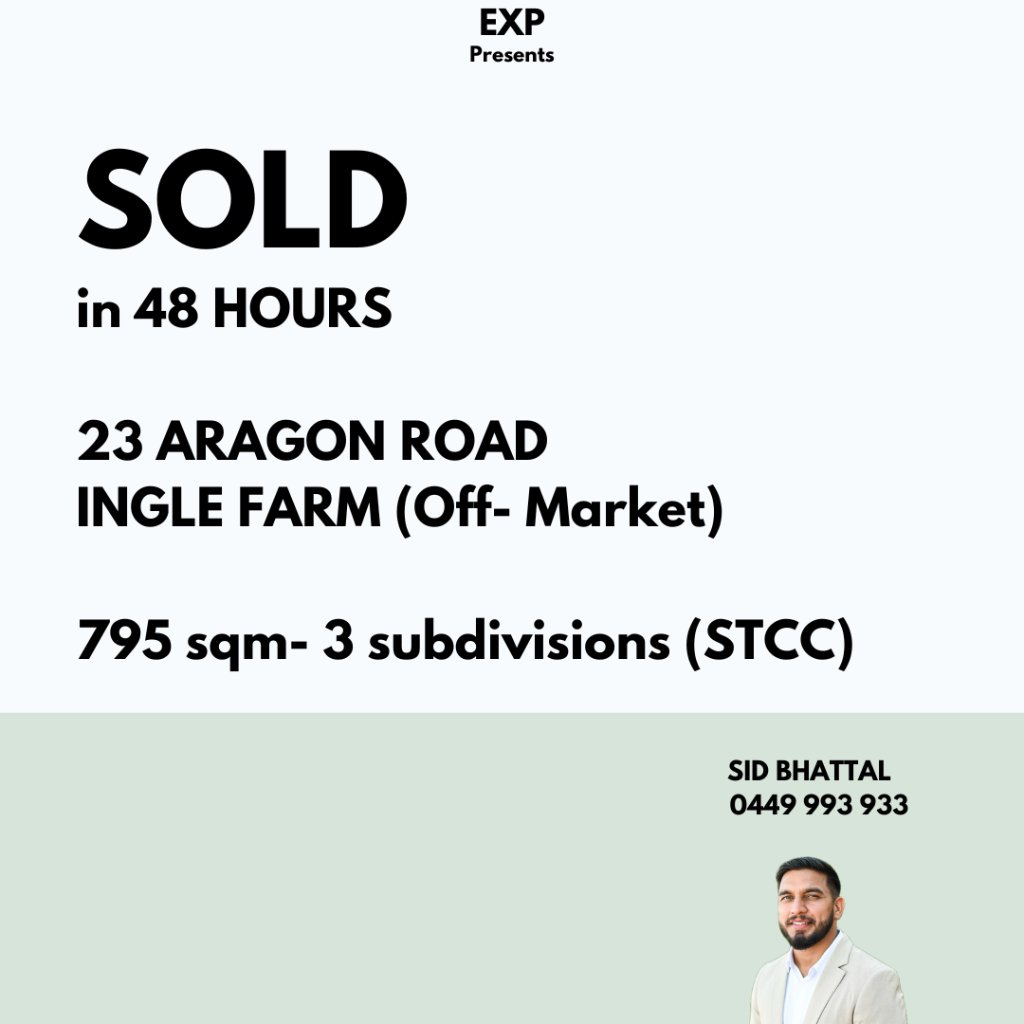 EXP
Presents
SOLD
in 48 HOURS
23 ARAGON ROAD
INGLE FARM (Off- Market)
795 sqm- 3 subdivisions (STCC)
SID BHATTAL
0449 993 933